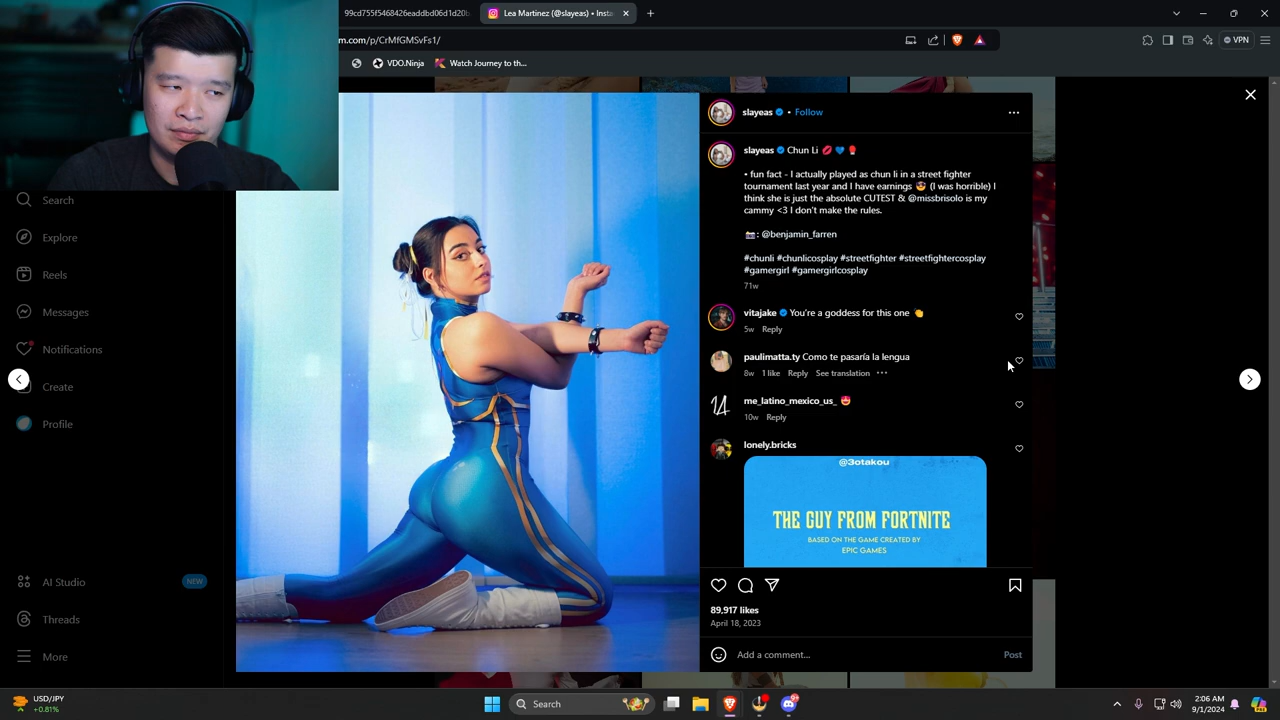 99cd755f5468426eaddbd06d1d20b
Lea Martinez (@slayeas) • Insta
m.com/p/CrMfGMSvFs1/
VPN
VDO.Ninja
Watch Journey to th...
Search
Explore
Reels
Messages
Notifications
Create
Profile
AI Studio
NEW
Threads
More
slayeas • Follow
slayeas Chun Li 💋 💙 🥊
• fun fact - I actually played as chun li in a street fighter
tournament last year and I have earnings 😎 (I was horrible) I
think she is just the absolute CUTEST & @missbrisolo is my
cammy <3 I don't make the rules.
📷: @benjamin_farren
#chunli #chunlicosplay #streetfighter #streetfightercosplay
#gamergirl #gamergirlcosplay
71w
vitajake You're a goddess for this one 👏
5w Reply
paulimatta.ty Como te pasaría la lengua
8w 1 like Reply See translation •••
me_latino_mexico_us_ 🤩
10w Reply
lonely.bricks
@3otakou
THE GUY FROM FORTNITE
BASED ON THE GAME CREATED BY
EPIC GAMES
89,917 likes
April 18, 2023
Add a comment...
Post
USD/JPY
+0.81%
Search
2:06 AM
9/1/2024